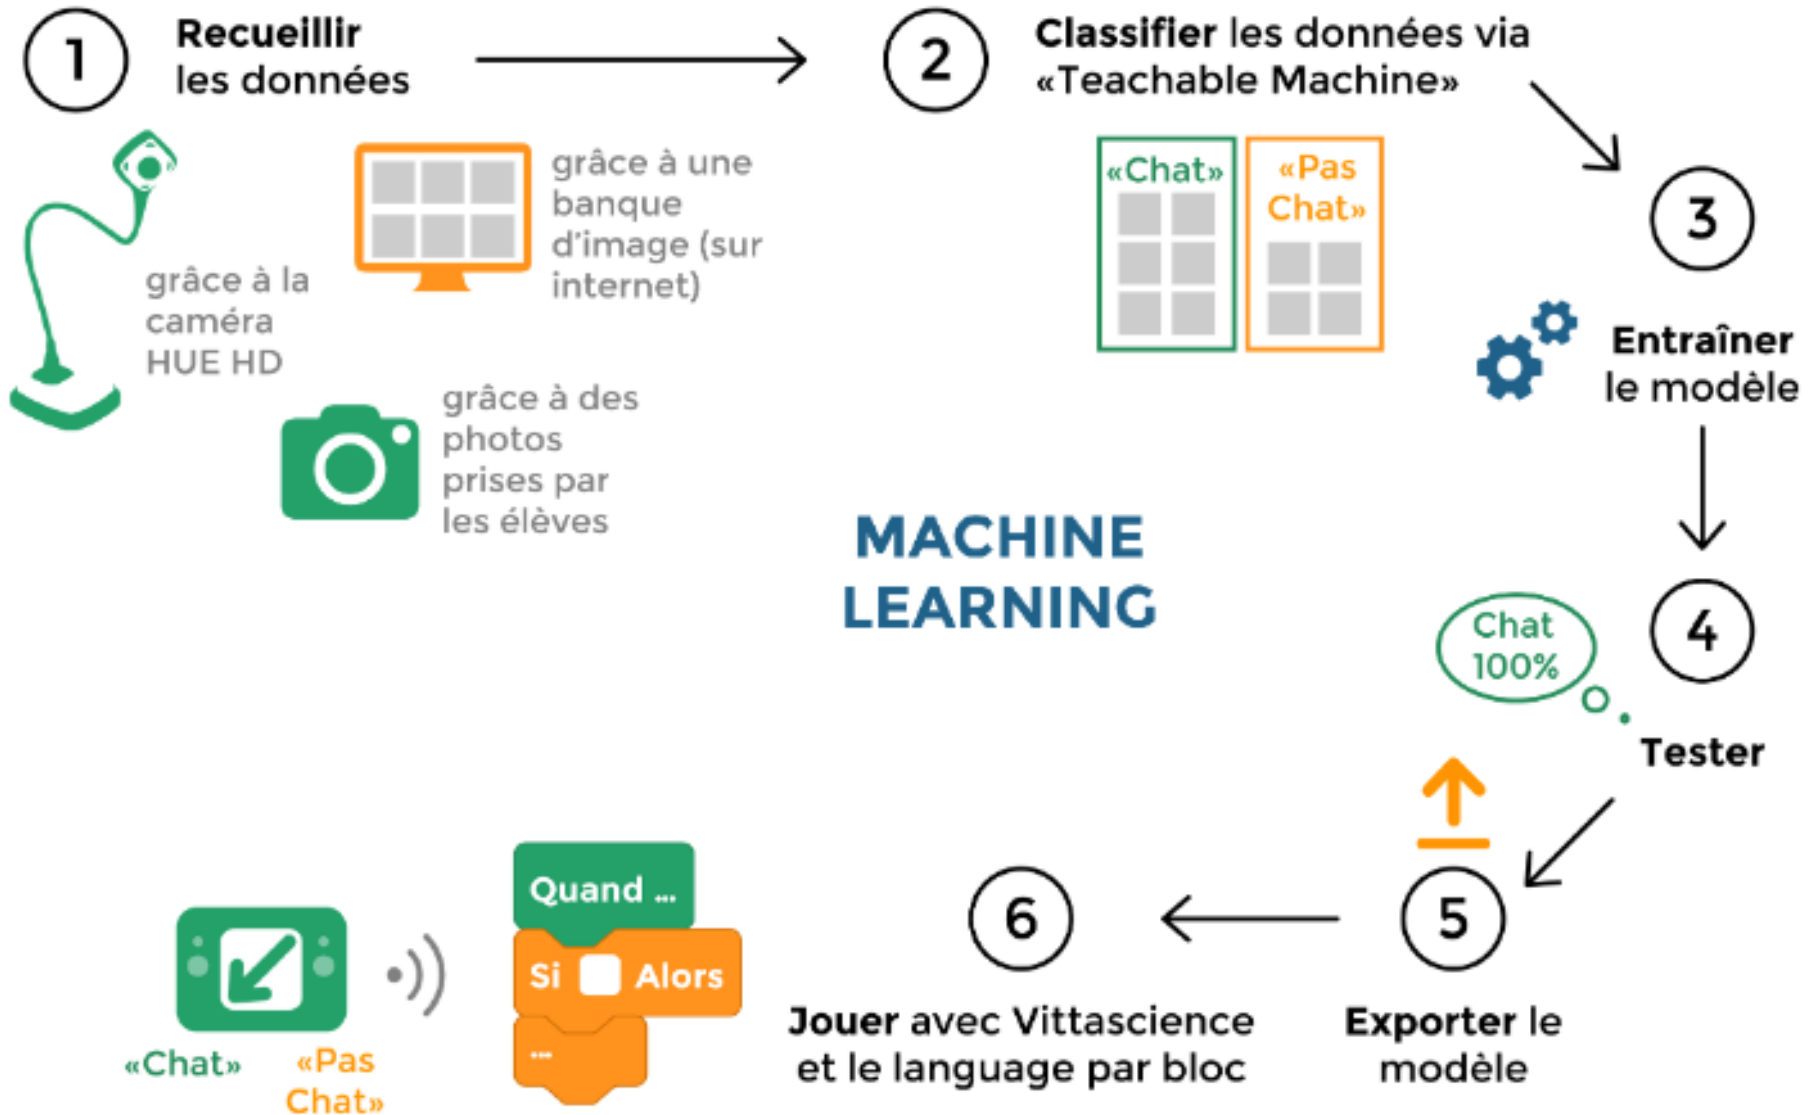 1
Recueillir
les données
grâce à la
caméra
HUE HD
grâce à une
banque
d'image (sur
internet)
grâce à des
photos
prises par
les élèves
2
Classifier les données via
«Teachable Machine»
«Chat»
«Pas
Chat»
3
Entraîner
le modèle
MACHINE
LEARNING
4
Chat
100%
Tester
5
Exporter le
modèle
6
Jouer avec Vittascience
et le language par bloc
Quand ...
Si Alors
...
«Chat»
«Pas
Chat»